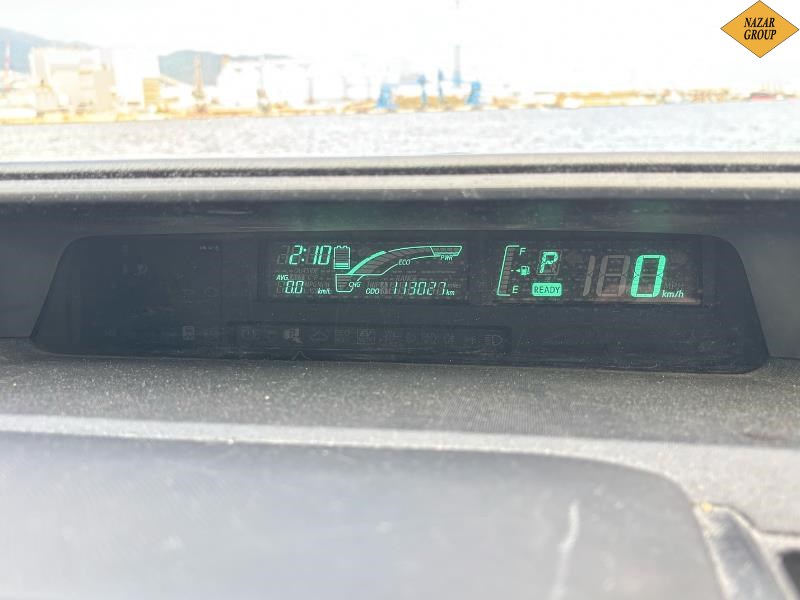 NAZAR
GROUP
2:10
AVG.
0.0 km/L
CHG
ECO
PWR
ODO 113027 km
F
E
P
READY
0 km/h